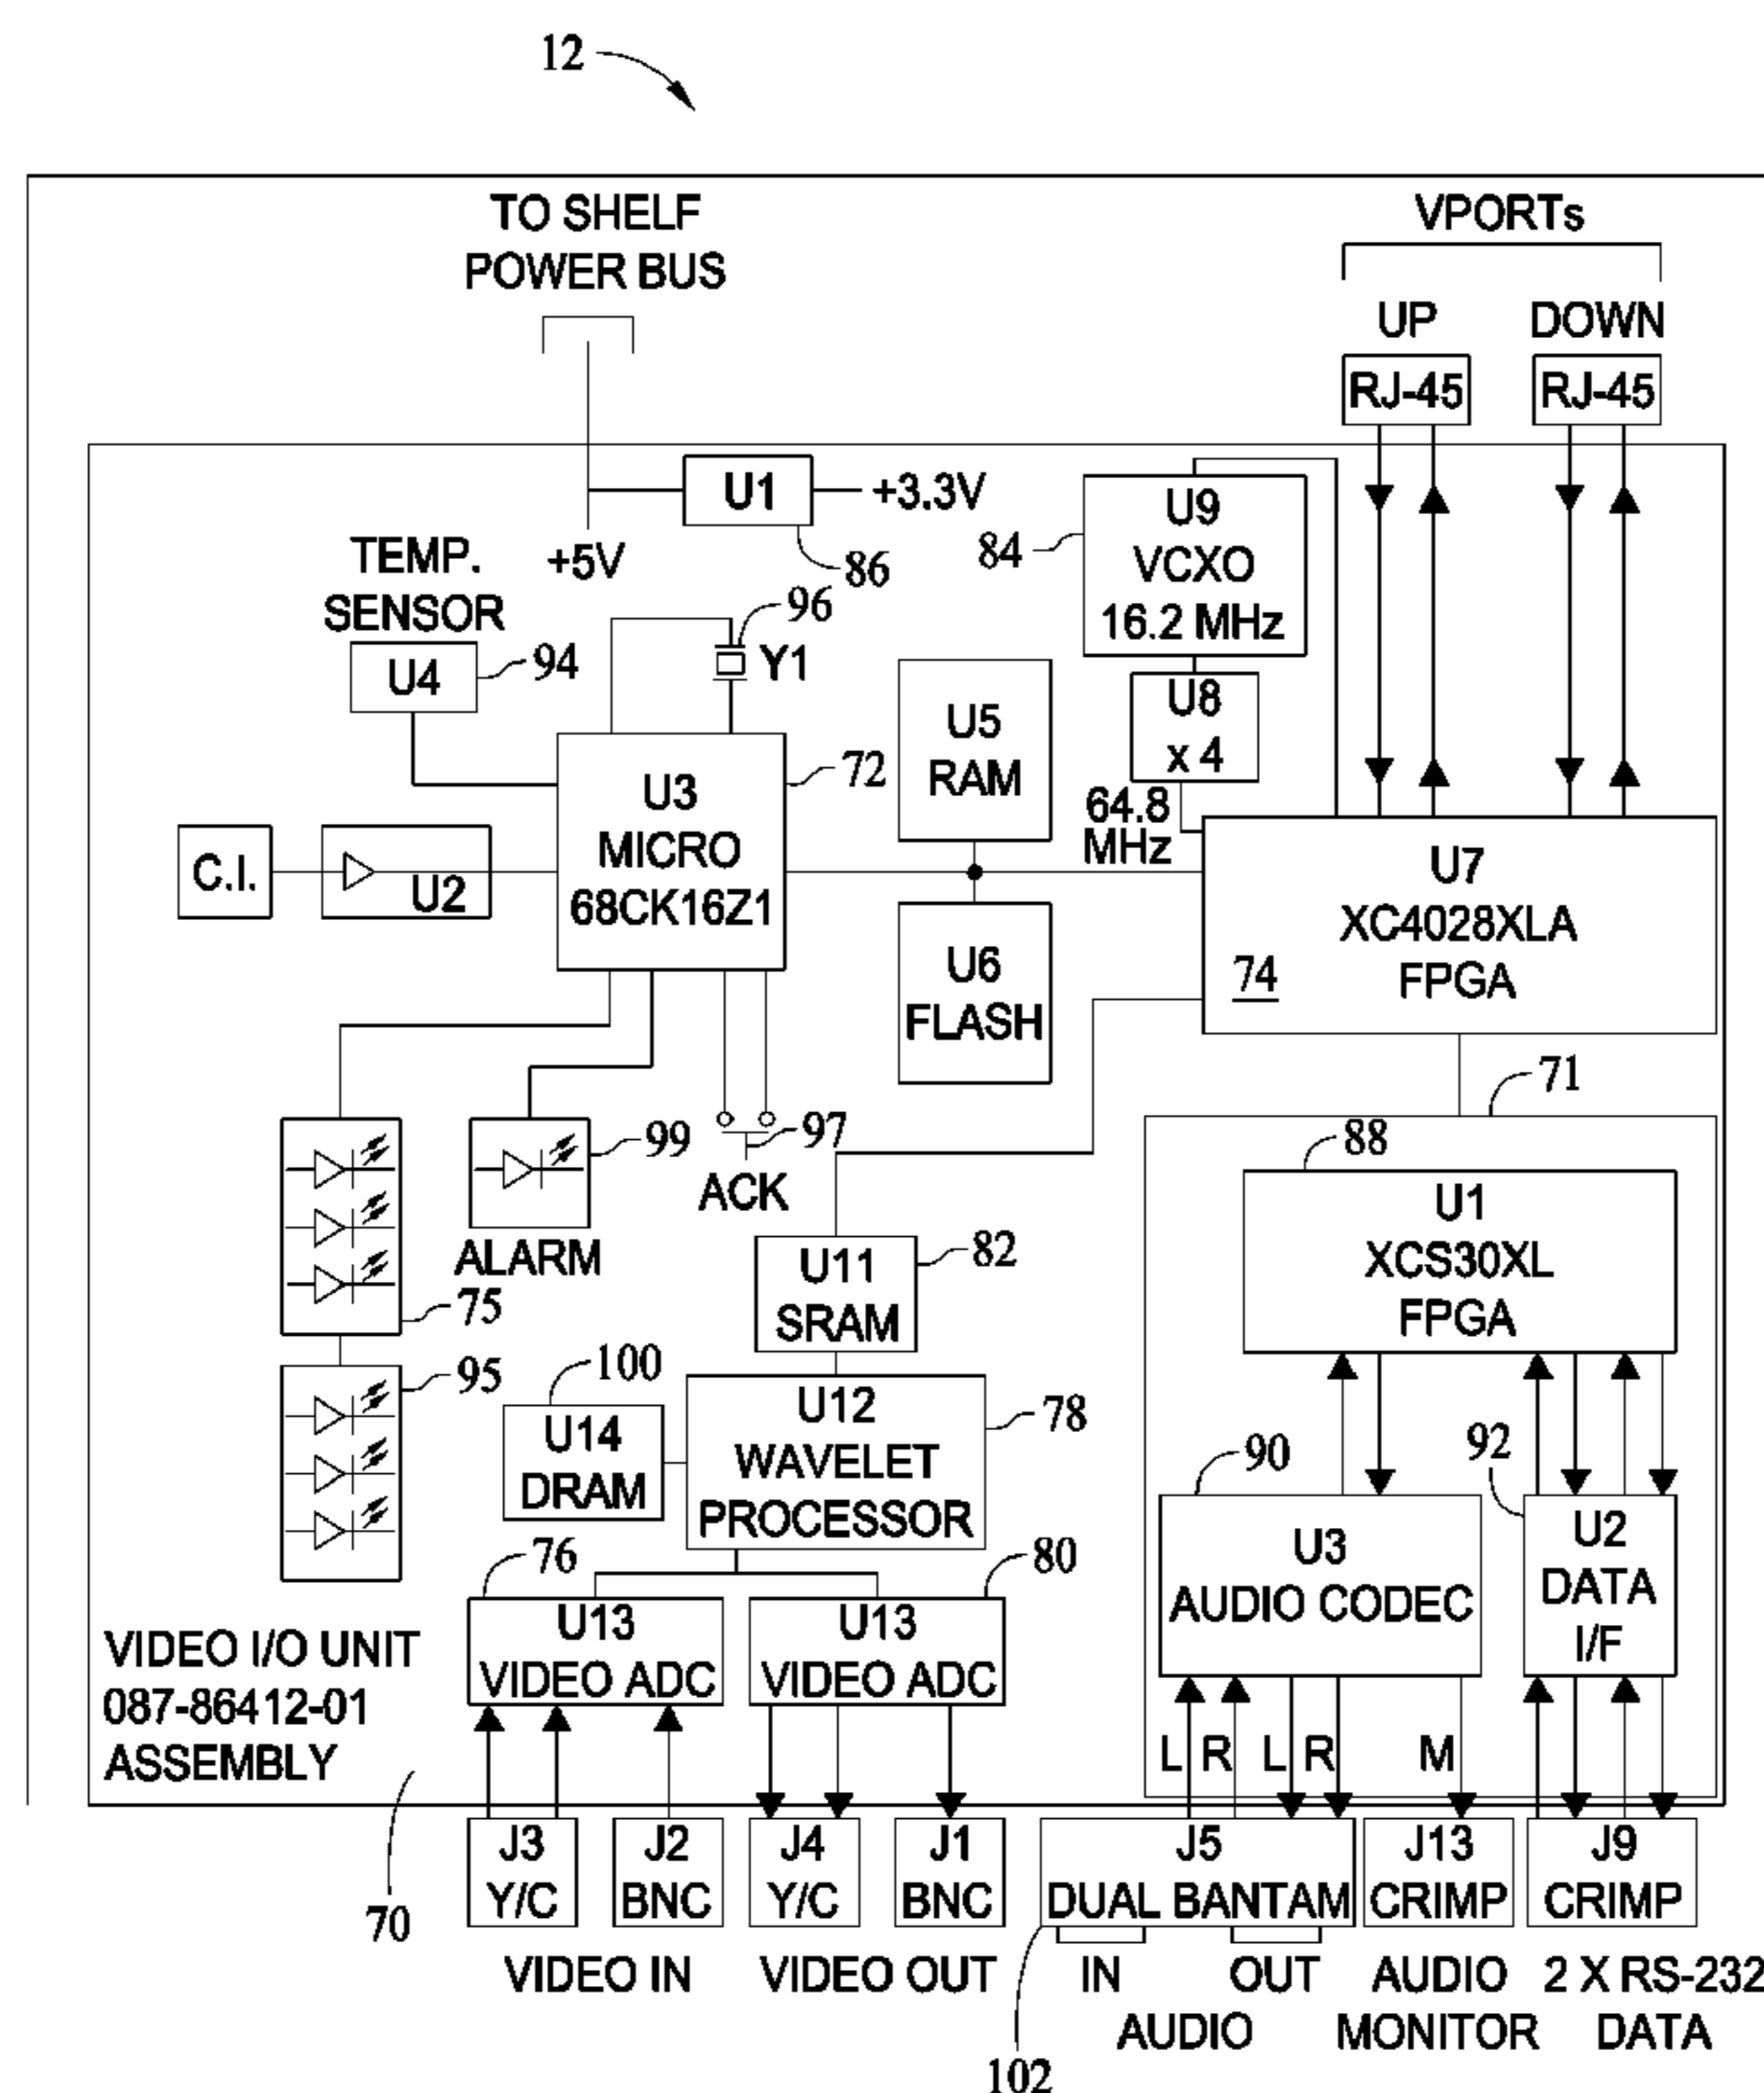 12
TO SHELF
POWER BUS
VPORTs
UP
DOWN
RJ-45
RJ-45
U1
+3.3V
+5V
86
U9
VCXO
16.2 MHz
84
TEMP.
SENSOR
U4
94
96
Y1
U8
x 4
64.8
MHz
U5
RAM
72
U3
MICRO
68CK16Z1
C.I.
U2
U7
XC4028XLA
FPGA
74
U6
FLASH
71
99
97
ACK
ALARM
75
95
88
U1
XCS30XL
FPGA
U11
SRAM
82
100
U14
DRAM
U12
WAVELET
PROCESSOR
78
90
92
U3
AUDIO CODEC
U2
DATA
I/F
76
80
U13
VIDEO ADC
U13
VIDEO ADC
VIDEO I/O UNIT
087-86412-01
ASSEMBLY
L R L R M
70
J3
Y/C
J2
BNC
J4
Y/C
J1
BNC
J5
DUAL BANTAM
J13
CRIMP
J9
CRIMP
VIDEO IN
VIDEO OUT
IN
OUT
AUDIO
AUDIO
MONITOR
2 X RS-232
DATA
102